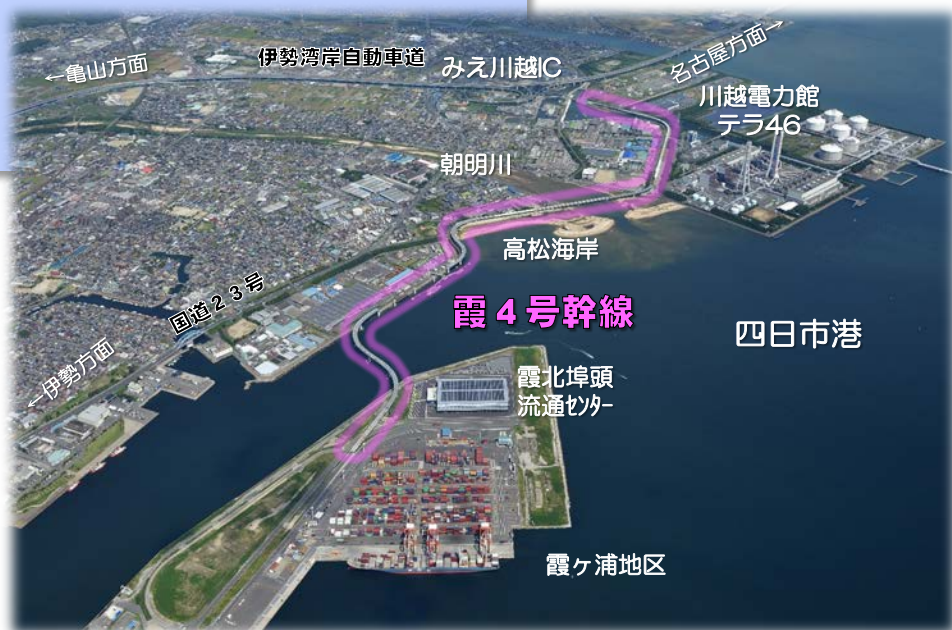 伊勢湾岸自動車道
←亀山方面
みえ川越IC
名古屋方面→
川越電力館
テラ46
朝明川
高松海岸
国道23号
霞4号幹線
四日市港
←伊勢方面
霞北埠頭
流通ｾﾝﾀｰ
霞ヶ浦地区